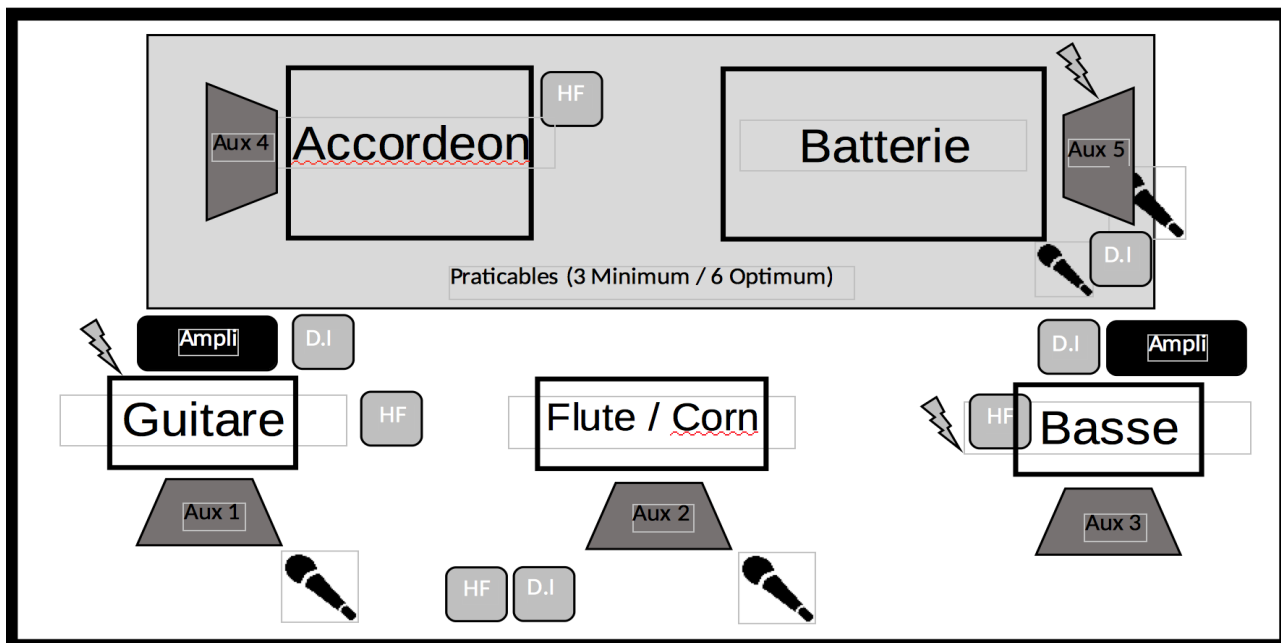 HF
Aux 4
Accordeon
Batterie
Aux 5
D.I
Praticables (3 Minimum / 6 Optimum)
Ampli
D.I
D.I
Ampli
Guitare
HF
Flute / Corn
HF
Basse
Aux 1
Aux 2
Aux 3
HF
D.I